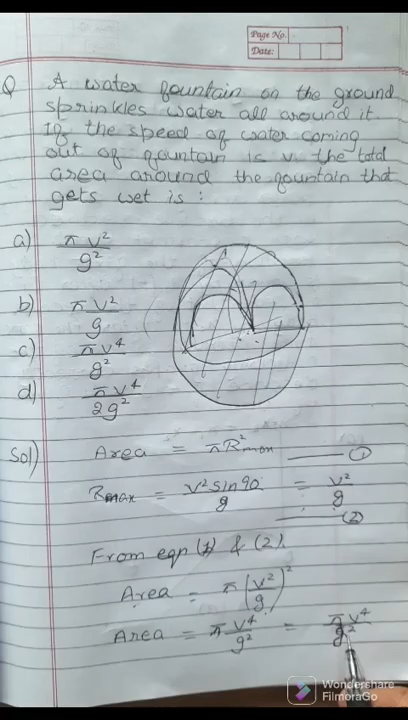 Page No.
Date:
Q A water fountain on the ground
sprinkles water all around it.
If the speed of water coming
out of fountain is v, the total
area around the fountain that
gets wet is :
a) πv²/g²
b) πv²/g
c) πv⁴/g²
d) πv⁴/2g²
Sol) Area = πR²max ——— (1)
Rmax = v² sin90/g = v²/g
——— (2)
From eqn (1) & (2).
Area = π(v²/g)²
Area = π v⁴/g² = πv⁴/g²
Wondershare
FilmoraGo